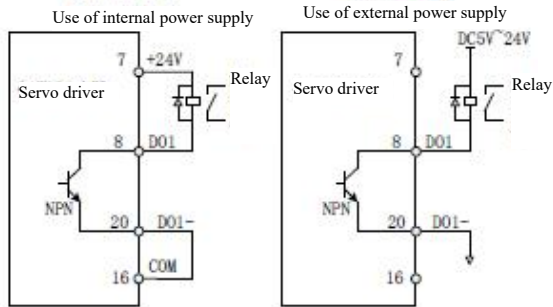 Use of internal power supply
7 +24V
Relay
Servo driver
8 DO1
NPN
20 DO1-
16 COM
Use of external power supply
DC5V~24V
7
Relay
Servo driver
8 DO1
NPN
20 DO1-
16